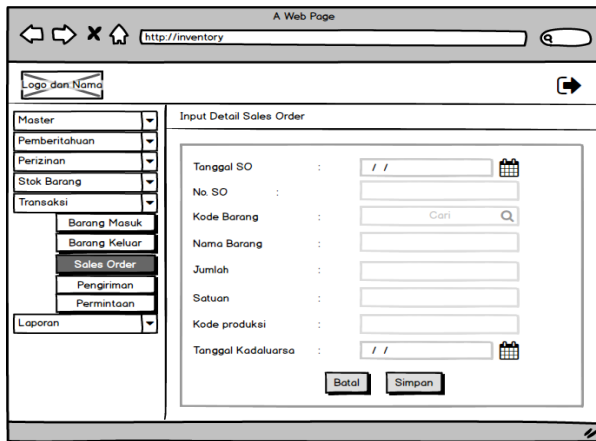 A Web Page
http://inventory
Logo dan Nama
Master
Pemberitahuan
Perizinan
Stok Barang
Transaksi
Barang Masuk
Barang Keluar
Sales Order
Pengiriman
Permintaan
Laporan
Input Detail Sales Order
Tanggal SO : / /
No. SO :
Kode Barang : Cari
Nama Barang :
Jumlah :
Satuan :
Kode produksi :
Tanggal Kadaluarsa : / /
Batal Simpan